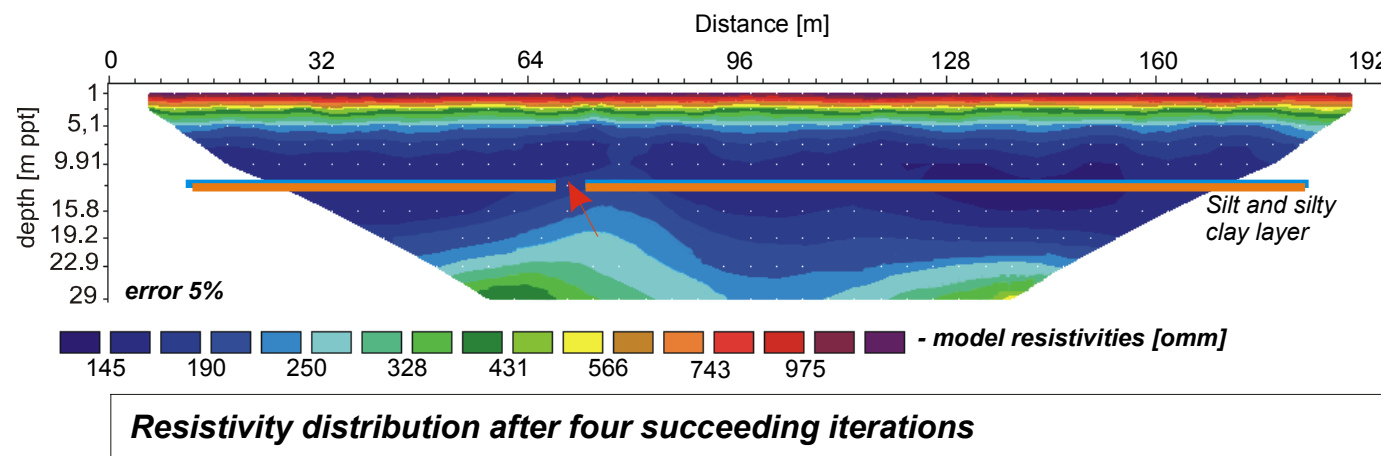 Distance [m]
0 32 64 96 128 160 192
depth [m ppt]
1
5,1
9.91
15.8
19.2
22.9
29
Silt and silty
clay layer
error 5%
- model resistivities [omm]
145 190 250 328 431 566 743 975
Resistivity distribution after four succeeding iterations